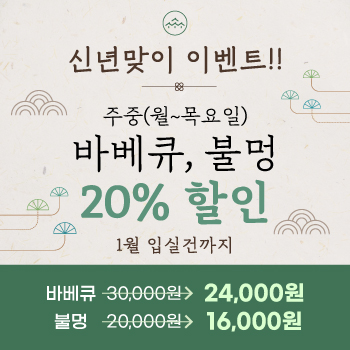 신년맞이 이벤트!!
주중(월~목요일)
바베큐, 불멍
20% 할인
1월 입실건까지
바베큐 30,000원→ 24,000원
불멍 20,000원→ 16,000원